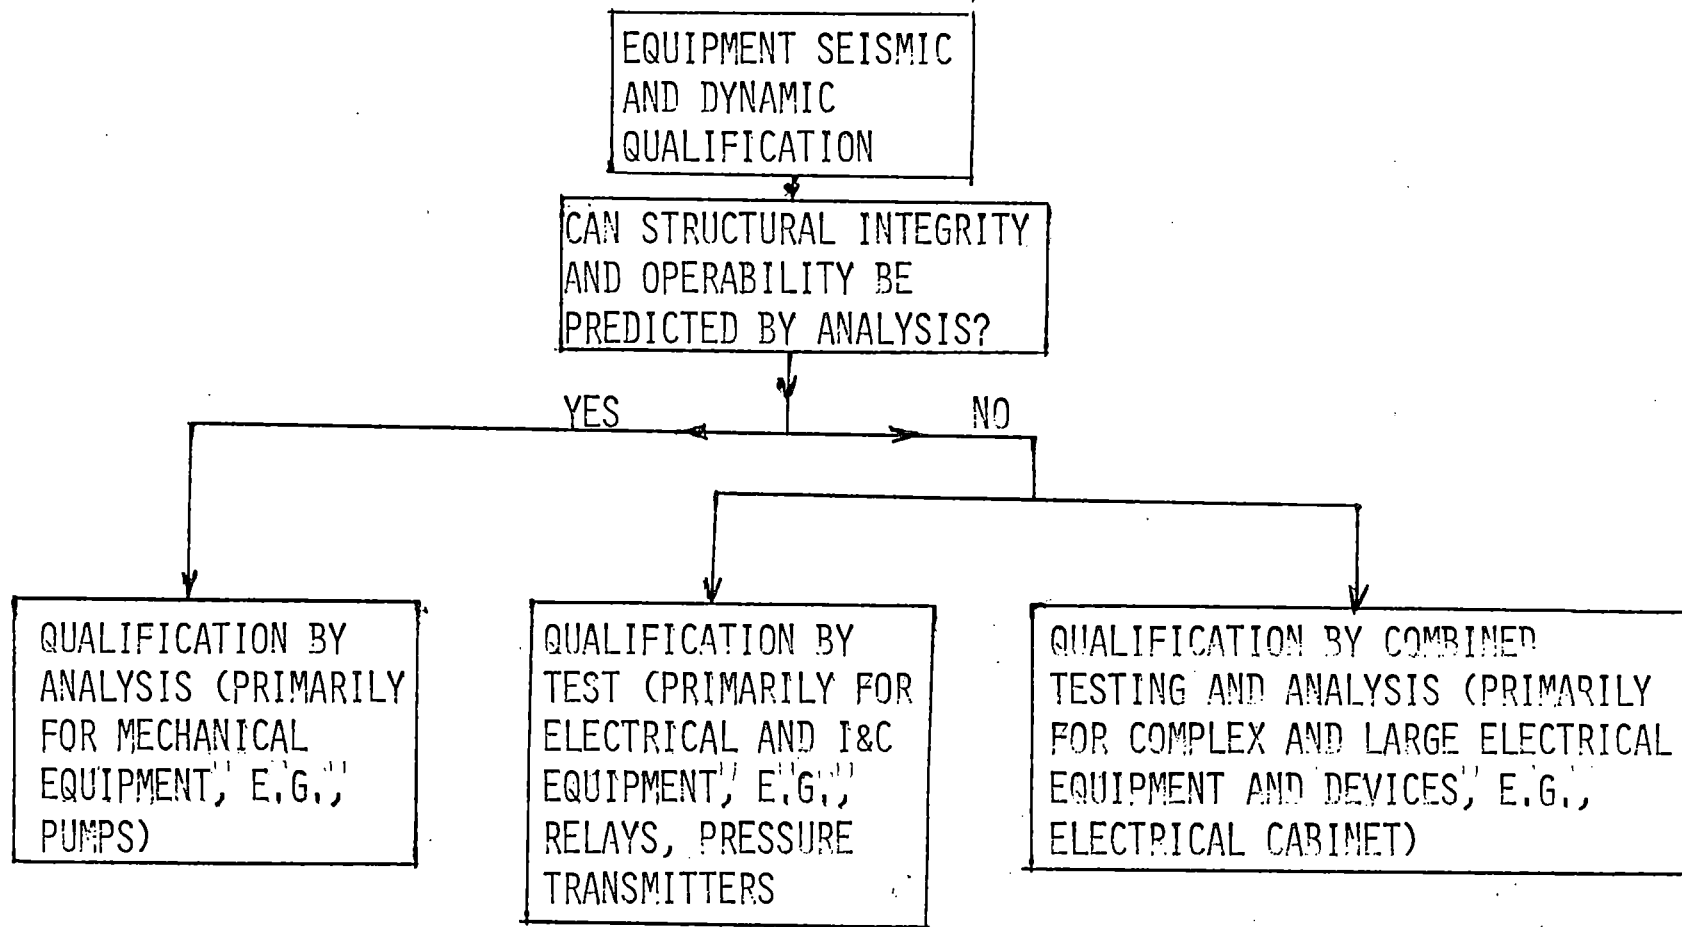 EQUIPMENT SEISMIC
AND DYNAMIC
QUALIFICATION
CAN STRUCTURAL INTEGRITY
AND OPERABILITY BE
PREDICTED BY ANALYSIS?
YES
NO
QUALIFICATION BY
ANALYSIS (PRIMARILY
FOR MECHANICAL
EQUIPMENT, E.G.,
PUMPS)
QUALIFICATION BY
TEST (PRIMARILY FOR
ELECTRICAL AND I&C
EQUIPMENT, E.G.,
RELAYS, PRESSURE
TRANSMITTERS
QUALIFICATION BY COMBINED
TESTING AND ANALYSIS (PRIMARILY
FOR COMPLEX AND LARGE ELECTRICAL
EQUIPMENT AND DEVICES, E.G.,
ELECTRICAL CABINET)